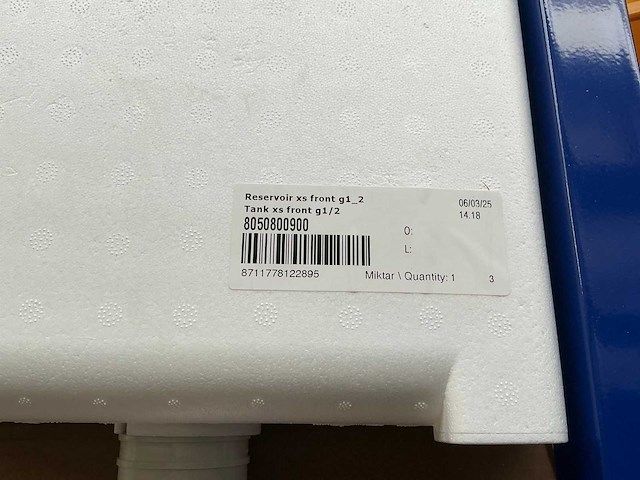 Reservoir xs front g1_2
Tank xs front g1/2
8050800900
06/03/25
14.18
O:
L:
8711778122895
Miktar \ Quantity: 1
3